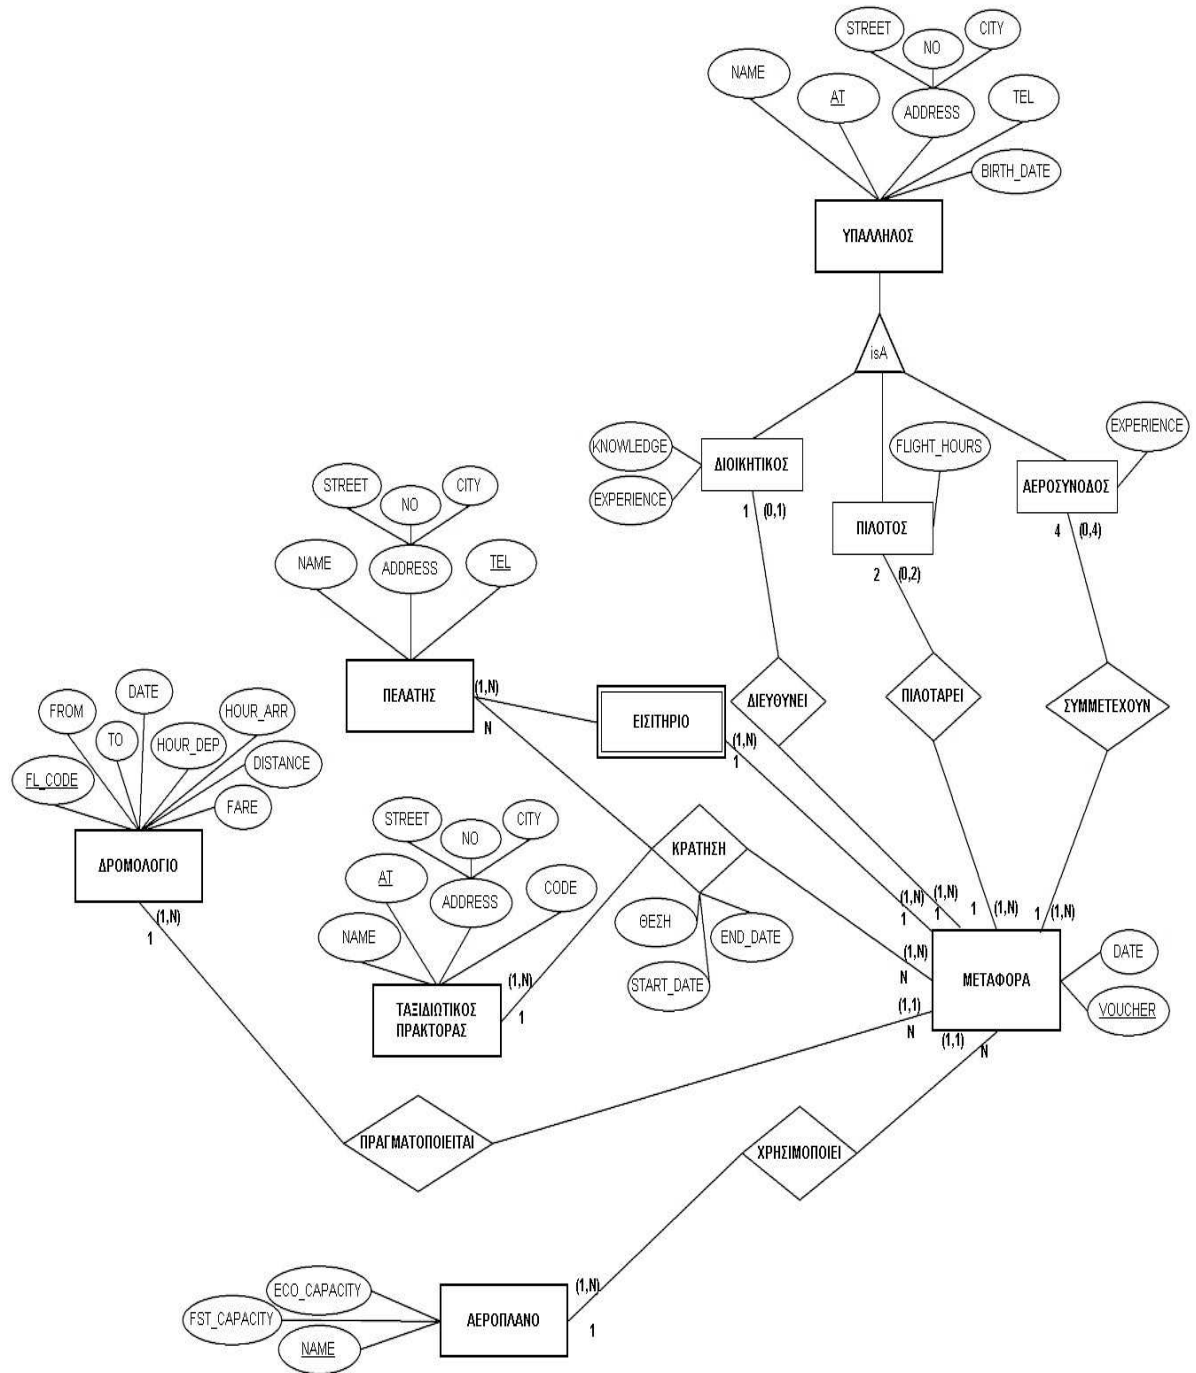 STREET
NO
CITY
NAME
AT
ADDRESS
TEL
BIRTH_DATE
ΥΠΑΛΛΗΛΟΣ
isA
KNOWLEDGE
EXPERIENCE
ΔΙΟΙΚΗΤΙΚΟΣ
1 (0,1)
FLIGHT_HOURS
ΠΙΛΟΤΟΣ
2 (0,2)
EXPERIENCE
ΑΕΡΟΣΥΝΟΔΟΣ
4 (0,4)
STREET
NO
CITY
NAME
ADDRESS
TEL
ΠΕΛΑΤΗΣ
(1,N)
N
ΕΙΣΙΤΗΡΙΟ
(1,N)
1
ΔΙΕΥΘΥΝΕΙ
ΠΙΛΟΤΑΡΕΙ
ΣΥΜΜΕΤΕΧΟΥΝ
FROM
TO
DATE
HOUR_DEP
HOUR_ARR
DISTANCE
FL_CODE
FARE
ΔΡΟΜΟΛΟΓΙΟ
(1,N)
1
STREET
NO
CITY
AT
ADDRESS
CODE
NAME
ΤΑΞΙΔΙΩΤΙΚΟΣ
ΠΡΑΚΤΟΡΑΣ
(1,N)
1
ΚΡΑΤΗΣΗ
ΘΕΣΗ
END_DATE
START_DATE
(1,N)
1
(1,N)
1
1 (1,N)
1 (1,N)
(1,N)
N
(1,1)
N
(1,1)
N
ΜΕΤΑΦΟΡΑ
DATE
VOUCHER
ΠΡΑΓΜΑΤΟΠΟΙΕΙΤΑΙ
ΧΡΗΣΙΜΟΠΟΙΕΙ
ECO_CAPACITY
FST_CAPACITY
NAME
ΑΕΡΟΠΛΑΝΟ
(1,N)
1